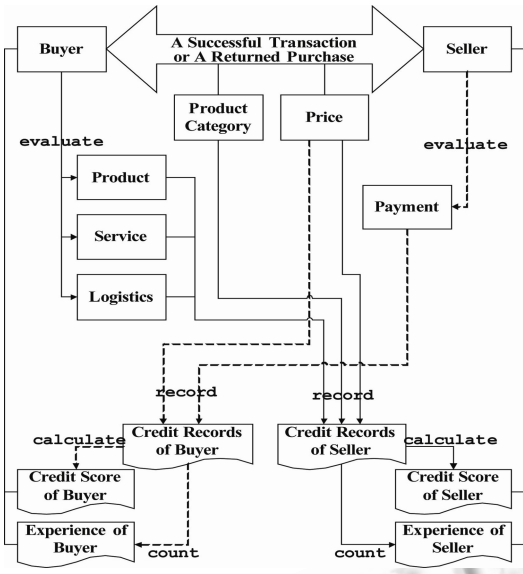 Buyer
A Successful Transaction
or A Returned Purchase
Seller
Product
Category
Price
evaluate
evaluate
Product
Payment
Service
Logistics
record
record
Credit Records
of Buyer
Credit Records
of Seller
calculate
calculate
Credit Score
of Buyer
Credit Score
of Seller
Experience of
Buyer
count
count
Experience of
Seller